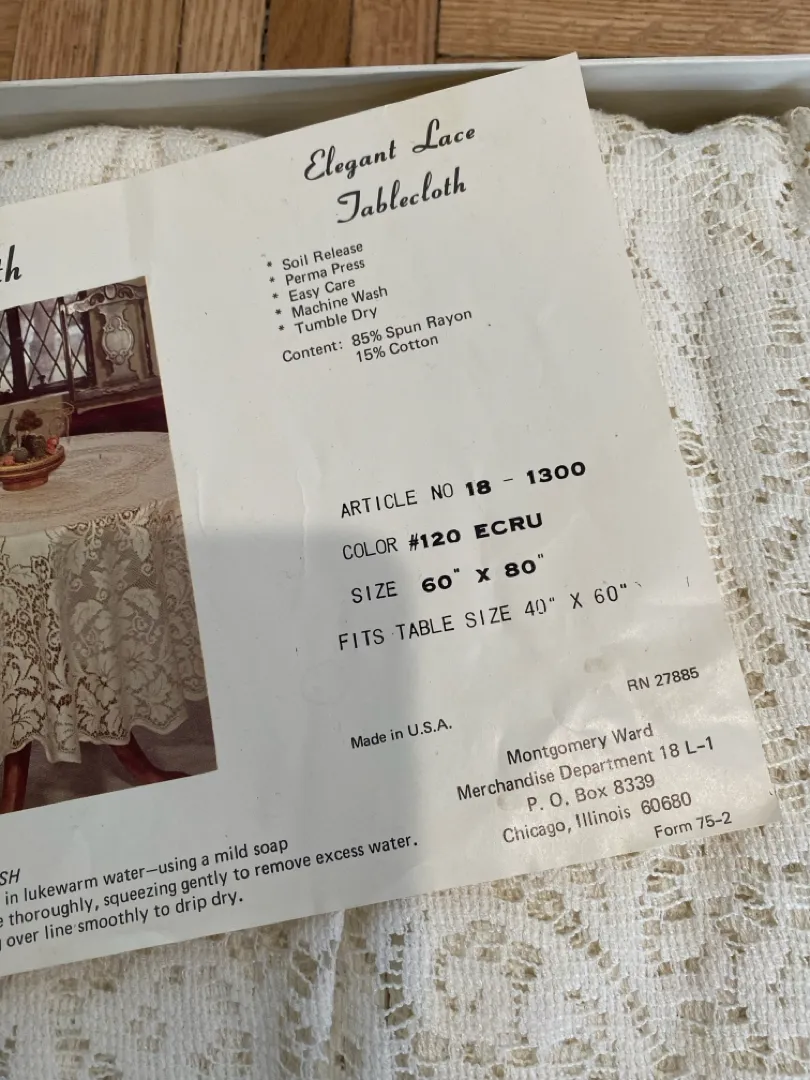 th
Elegant Lace
Tablecloth
* Soil Release
* Perma Press
* Easy Care
* Machine Wash
* Tumble Dry
Content: 85% Spun Rayon
15% Cotton
ARTICLE NO 18 - 1300
COLOR #120 ECRU
SIZE 60" X 80"
FITS TABLE SIZE 40" X 60"
RN 27885
Made in U.S.A.
Montgomery Ward
Merchandise Department 18 L-1
P. O. Box 8339
Chicago, Illinois 60680
Form 75-2
SH
in lukewarm water—using a mild soap
thoroughly, squeezing gently to remove excess water.
over line smoothly to drip dry.